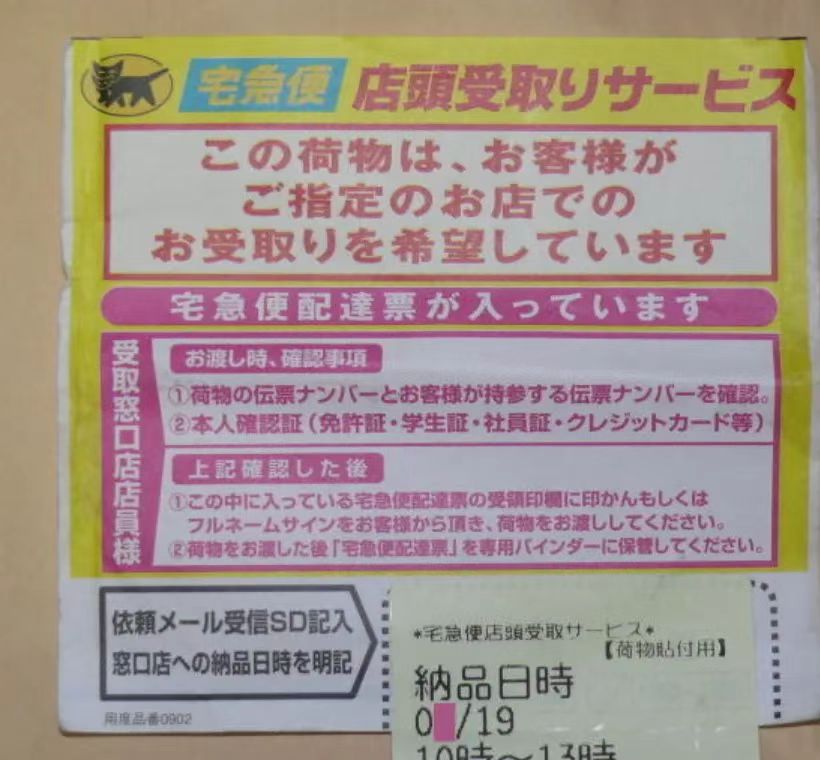 宅急便 店頭受取りサービス
この荷物は、お客様が
ご指定のお店での
お受取りを希望しています
宅急便配達票が入っています
受取窓口店店員様
お渡し時、確認事項
①荷物の伝票ナンバーとお客様が持参する伝票ナンバーを確認。
②本人確認証(免許証・学生証・社員証・クレジットカード等)
上記確認した後
①この中に入っている宅急便配達票の受領印欄に印かんもしくは
フルネームサインをお客様から頂き、荷物をお渡ししてください。
②荷物をお渡した後「宅急便配達票」を専用バインダーに保管してください。
依頼メール受信SD記入
窓口店への納品日時を明記
用度品番0902
*宅急便店頭受取サービス*
【荷物貼付用】
納品日時
0 /19
10時〜13時